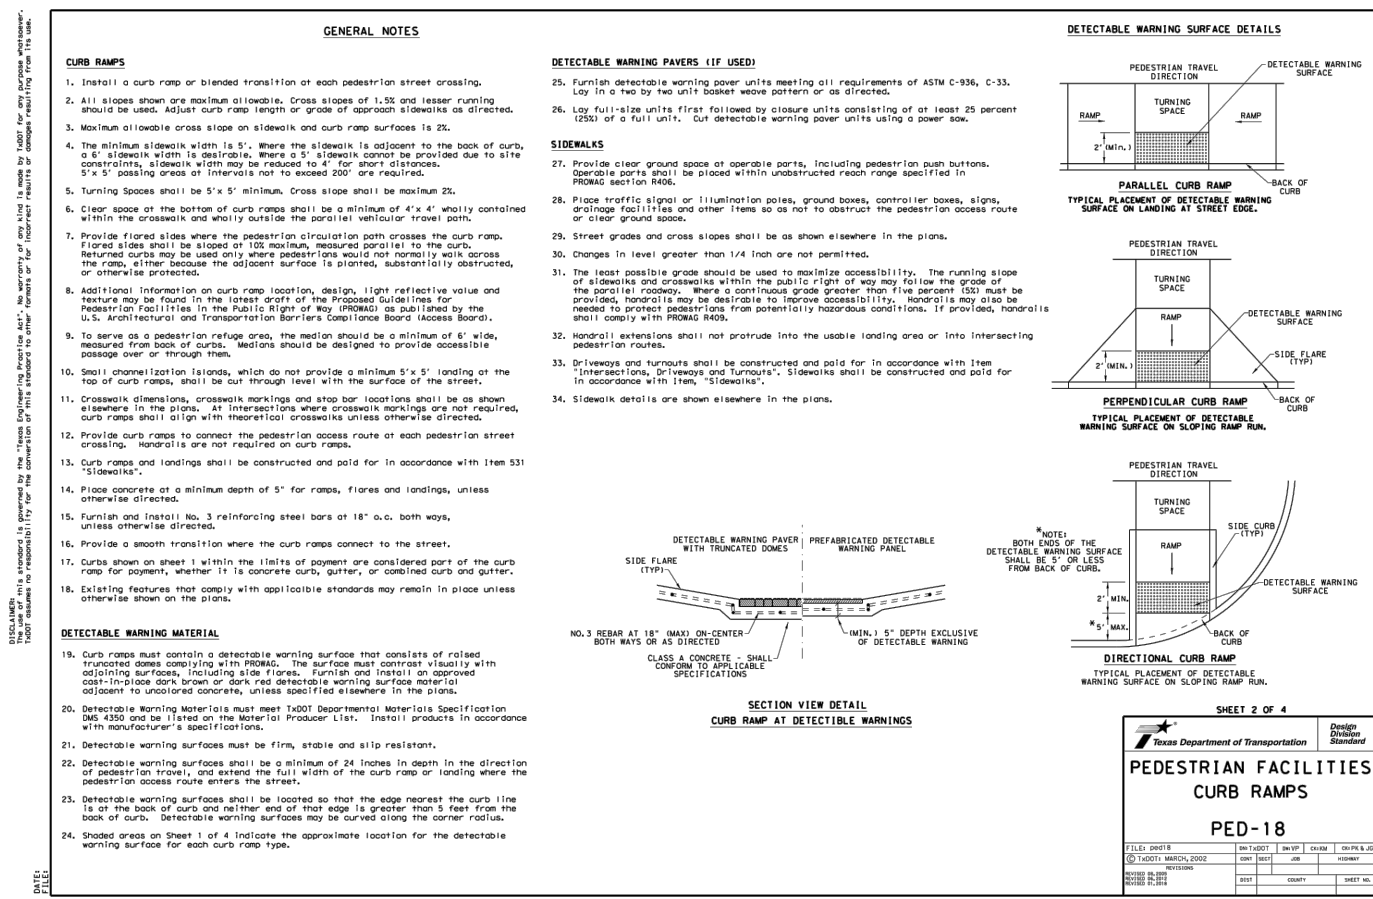 DISCLAIMER:
The use of this standard is governed by the "Texas Engineering Practice Act". No warranty of any kind is made by TxDOT for any purpose whatsoever.
TxDOT assumes no responsibility for the conversion of this standard to other formats or for incorrect results or damages resulting from its use.
DATE:
FILE:
GENERAL NOTES
CURB RAMPS
1. Install a curb ramp or blended transition at each pedestrian street crossing.
2. All slopes shown are maximum allowable. Cross slopes of 1.5% and lesser running
should be used. Adjust curb ramp length or grade of approach sidewalks as directed.
3. Maximum allowable cross slope on sidewalk and curb ramp surfaces is 2%.
4. The minimum sidewalk width is 5'. Where the sidewalk is adjacent to the back of curb,
a 6' sidewalk width is desirable. Where a 5' sidewalk cannot be provided due to site
constraints, sidewalk width may be reduced to 4' for short distances.
5'x 5' passing areas at intervals not to exceed 200' are required.
5. Turning Spaces shall be 5'x 5' minimum. Cross slope shall be maximum 2%.
6. Clear space at the bottom of curb ramps shall be a minimum of 4'x 4' wholly contained
within the crosswalk and wholly outside the parallel vehicular travel path.
7. Provide flared sides where the pedestrian circulation path crosses the curb ramp.
Flared sides shall be sloped at 10% maximum, measured parallel to the curb.
Returned curbs may be used only where pedestrians would not normally walk across
the ramp, either because the adjacent surface is planted, substantially obstructed,
or otherwise protected.
8. Additional information on curb ramp location, design, light reflective value and
texture may be found in the latest draft of the Proposed Guidelines for
Pedestrian Facilities in the Public Right of Way (PROWAG) as published by the
U.S. Architectural and Transportation Barriers Compliance Board (Access Board).
9. To serve as a pedestrian refuge area, the median should be a minimum of 6' wide,
measured from back of curbs. Medians should be designed to provide accessible
passage over or through them.
10. Small channelization islands, which do not provide a minimum 5'x 5' landing at the
top of curb ramps, shall be cut through level with the surface of the street.
11. Crosswalk dimensions, crosswalk markings and stop bar locations shall be as shown
elsewhere in the plans. At intersections where crosswalk markings are not required,
curb ramps shall align with theoretical crosswalks unless otherwise directed.
12. Provide curb ramps to connect the pedestrian access route at each pedestrian street
crossing. Handrails are not required on curb ramps.
13. Curb ramps and landings shall be constructed and paid for in accordance with Item 531
"Sidewalks".
14. Place concrete at a minimum depth of 5" for ramps, flares and landings, unless
otherwise directed.
15. Furnish and install No. 3 reinforcing steel bars at 18" o.c. both ways,
unless otherwise directed.
16. Provide a smooth transition where the curb ramps connect to the street.
17. Curbs shown on sheet 1 within the limits of payment are considered part of the curb
ramp for payment, whether it is concrete curb, gutter, or combined curb and gutter.
18. Existing features that comply with applicable standards may remain in place unless
otherwise shown on the plans.
DETECTABLE WARNING MATERIAL
19. Curb ramps must contain a detectable warning surface that consists of raised
truncated domes complying with PROWAG. The surface must contrast visually with
adjoining surfaces, including side flares. Furnish and install an approved
cast-in-place dark brown or dark red detectable warning surface material
adjacent to uncolored concrete, unless specified elsewhere in the plans.
20. Detectable Warning Materials must meet TxDOT Departmental Materials Specification
DMS 4350 and be listed on the Material Producer List. Install products in accordance
with manufacturer's specifications.
21. Detectable warning surfaces must be firm, stable and slip resistant.
22. Detectable warning surfaces shall be a minimum of 24 inches in depth in the direction
of pedestrian travel, and extend the full width of the curb ramp or landing where the
pedestrian access route enters the street.
23. Detectable warning surfaces shall be located so that the edge nearest the curb line
is at the back of curb and neither end of that edge is greater than 5 feet from the
back of curb. Detectable warning surfaces may be curved along the corner radius.
24. Shaded areas on Sheet 1 of 4 indicate the approximate location for the detectable
warning surface for each curb ramp type.
DETECTABLE WARNING PAVERS (IF USED)
25. Furnish detectable warning paver units meeting all requirements of ASTM C-936, C-33.
Lay in a two by two unit basket weave pattern or as directed.
26. Lay full-size units first followed by closure units consisting of at least 25 percent
(25%) of a full unit. Cut detectable warning paver units using a power saw.
SIDEWALKS
27. Provide clear ground space at operable parts, including pedestrian push buttons.
Operable parts shall be placed within unobstructed reach range specified in
PROWAG section R406.
28. Place traffic signal or illumination poles, ground boxes, controller boxes, signs,
drainage facilities and other items so as not to obstruct the pedestrian access route
or clear ground space.
29. Street grades and cross slopes shall be as shown elsewhere in the plans.
30. Changes in level greater than 1/4 inch are not permitted.
31. The least possible grade should be used to maximize accessibility. The running slope
of sidewalks and crosswalks within the public right of way may follow the grade of
the parallel roadway. Where a continuous grade greater than five percent (5%) must be
provided, handrails may be desirable to improve accessibility. Handrails may also be
needed to protect pedestrians from potentially hazardous conditions. If provided, handrails
shall comply with PROWAG R409.
32. Handrail extensions shall not protrude into the usable landing area or into intersecting
pedestrian routes.
33. Driveways and turnouts shall be constructed and paid for in accordance with Item
"Intersections, Driveways and Turnouts". Sidewalks shall be constructed and paid for
in accordance with Item, "Sidewalks".
34. Sidewalk details are shown elsewhere in the plans.
DETECTABLE WARNING PAVER
WITH TRUNCATED DOMES
PREFABRICATED DETECTABLE
WARNING PANEL
SIDE FLARE
(TYP)
NO.3 REBAR AT 18" (MAX) ON-CENTER
BOTH WAYS OR AS DIRECTED
(MIN.) 5" DEPTH EXCLUSIVE
OF DETECTABLE WARNING
CLASS A CONCRETE - SHALL
CONFORM TO APPLICABLE
SPECIFICATIONS
SECTION VIEW DETAIL
CURB RAMP AT DETECTIBLE WARNINGS
DETECTABLE WARNING SURFACE DETAILS
PEDESTRIAN TRAVEL
DIRECTION
DETECTABLE WARNING
SURFACE
TURNING
SPACE
RAMP
RAMP
2' (Min.)
BACK OF
CURB
PARALLEL CURB RAMP
TYPICAL PLACEMENT OF DETECTABLE WARNING
SURFACE ON LANDING AT STREET EDGE.
PEDESTRIAN TRAVEL
DIRECTION
TURNING
SPACE
RAMP
DETECTABLE WARNING
SURFACE
SIDE FLARE
(TYP)
2' (MIN.)
BACK OF
CURB
PERPENDICULAR CURB RAMP
TYPICAL PLACEMENT OF DETECTABLE
WARNING SURFACE ON SLOPING RAMP RUN.
PEDESTRIAN TRAVEL
DIRECTION
TURNING
SPACE
SIDE CURB
(TYP)
*NOTE:
BOTH ENDS OF THE
DETECTABLE WARNING SURFACE
SHALL BE 5' OR LESS
FROM BACK OF CURB.
RAMP
DETECTABLE WARNING
SURFACE
2' MIN.
*5' MAX.
BACK OF
CURB
DIRECTIONAL CURB RAMP
TYPICAL PLACEMENT OF DETECTABLE
WARNING SURFACE ON SLOPING RAMP RUN.
SHEET 2 OF 4
Texas Department of Transportation
Design
Division
Standard
PEDESTRIAN FACILITIES
CURB RAMPS
PED-18
FILE: ped18
DN: TxDOT
DW: VP
CK: KM
CK: PK & JG
© TxDOT: MARCH, 2002
CONT
SECT
JOB
HIGHWAY
REVISIONS
REVISED 08,2009
REVISED 06,2012
REVISED 01,2018
DIST
COUNTY
SHEET NO.